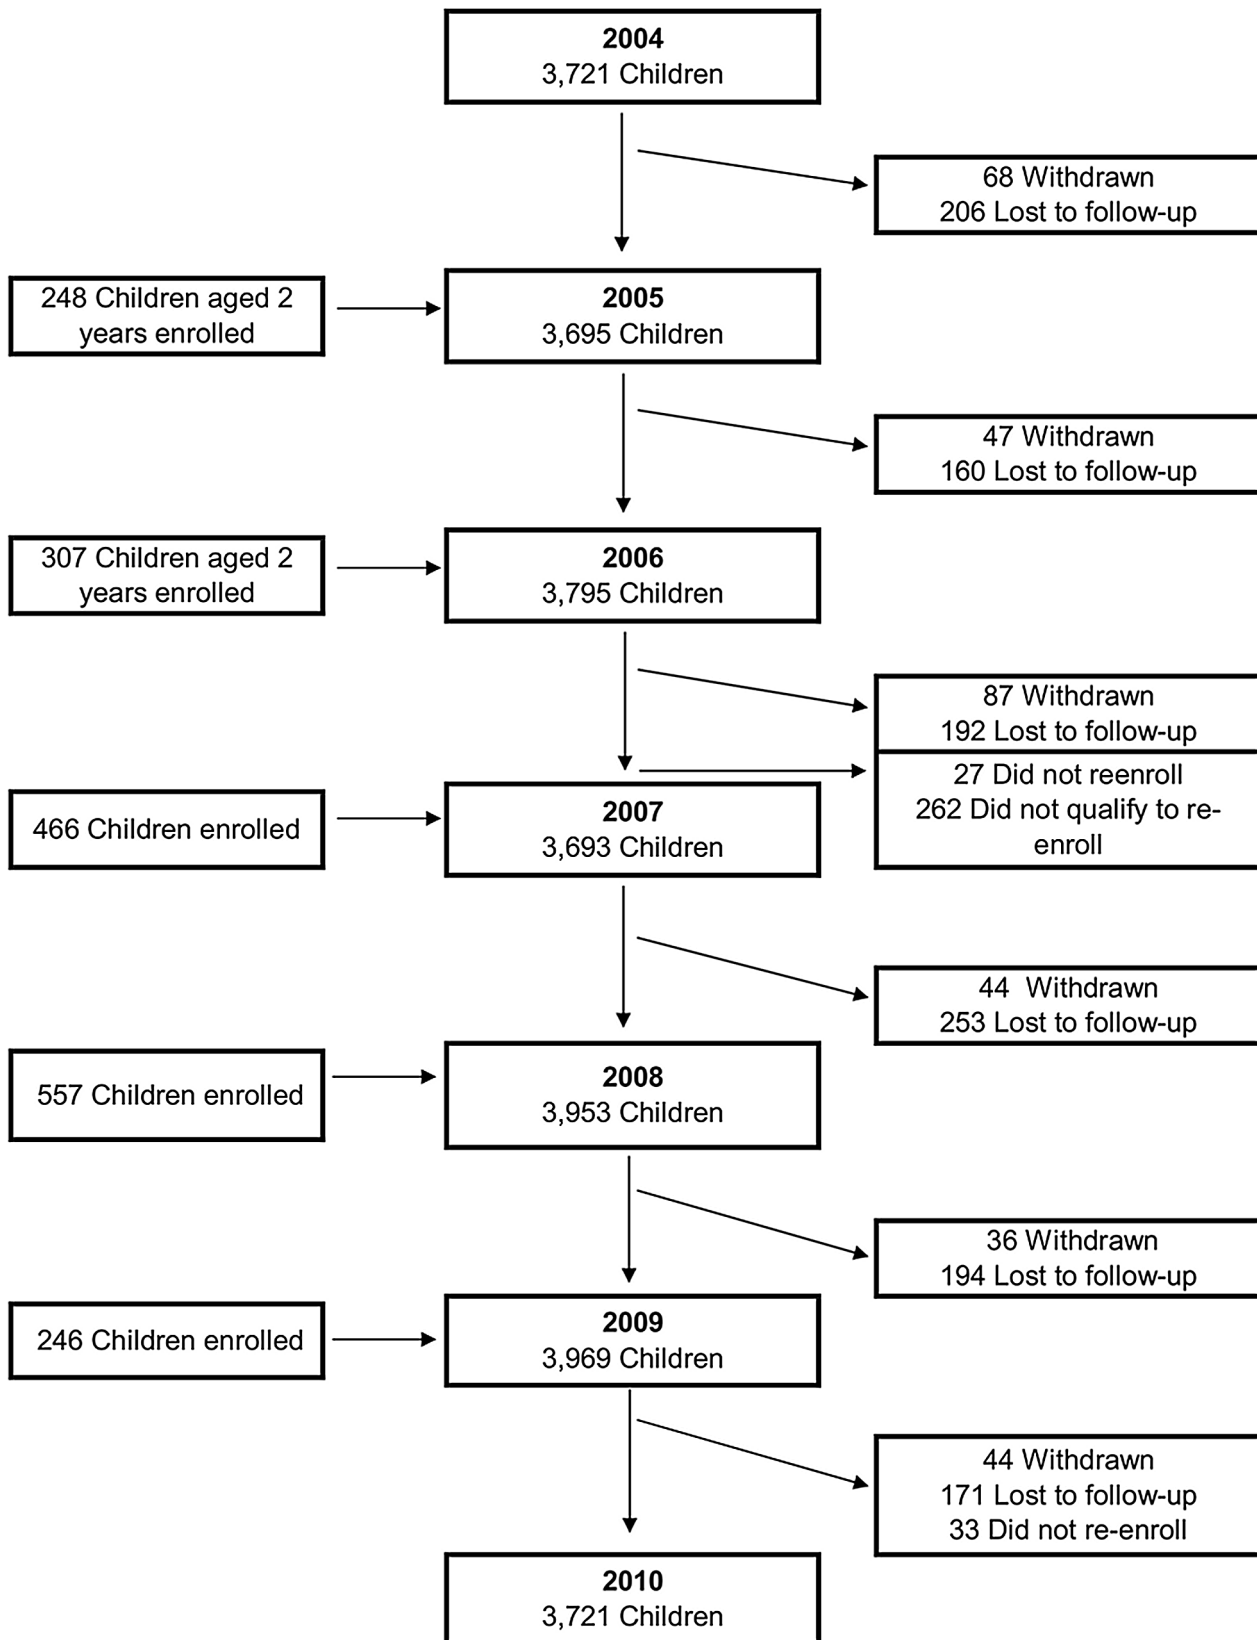 2004
3,721 Children
68 Withdrawn
206 Lost to follow-up
248 Children aged 2
years enrolled
2005
3,695 Children
47 Withdrawn
160 Lost to follow-up
307 Children aged 2
years enrolled
2006
3,795 Children
87 Withdrawn
192 Lost to follow-up
27 Did not reenroll
262 Did not qualify to re-
enroll
466 Children enrolled
2007
3,693 Children
44 Withdrawn
253 Lost to follow-up
557 Children enrolled
2008
3,953 Children
36 Withdrawn
194 Lost to follow-up
246 Children enrolled
2009
3,969 Children
44 Withdrawn
171 Lost to follow-up
33 Did not re-enroll
2010
3,721 Children